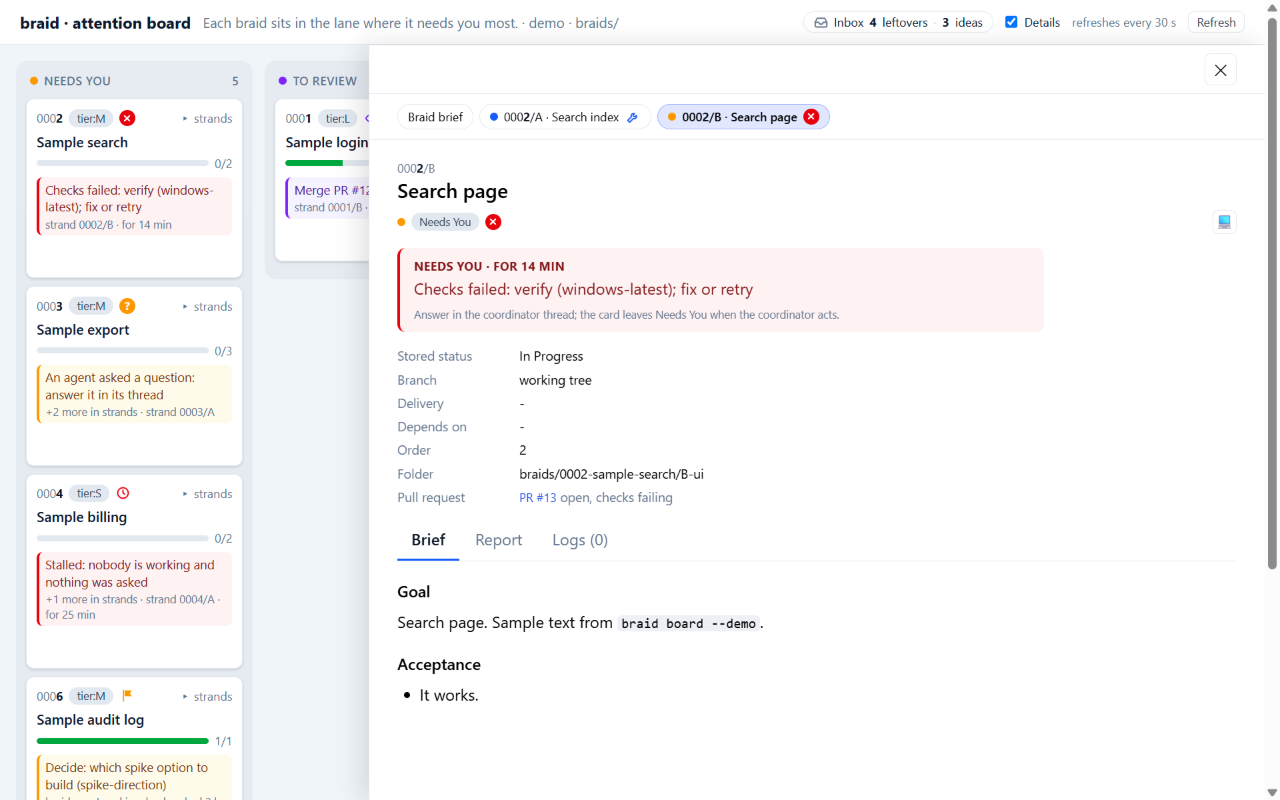 braid · attention board Each braid sits in the lane where it needs you most. · demo · braids/ Inbox 4 leftovers · 3 ideas Details refreshes every 30 s Refresh
NEEDS YOU 5
0002 tier:M strands
Sample search
0/2
Checks failed: verify (windows-
latest); fix or retry
strand 0002/B · for 14 min
0003 tier:M ? strands
Sample export
0/3
An agent asked a question:
answer it in its thread
+2 more in strands · strand 0003/A
0004 tier:S strands
Sample billing
0/2
Stalled: nobody is working and
nothing was asked
+1 more in strands · strand 0004/A ·
for 25 min
0006 tier:M strands
Sample audit log
1/1
Decide: which spike option to
build (spike-direction)
TO REVIEW
0001 tier:L
Sample login
Merge PR #12
strand 0001/B ·
Braid brief 0002/A · Search index 0002/B · Search page
0002/B
Search page
Needs You
NEEDS YOU · FOR 14 MIN
Checks failed: verify (windows-latest); fix or retry
Answer in the coordinator thread; the card leaves Needs You when the coordinator acts.
Stored status In Progress
Branch working tree
Delivery -
Depends on -
Order 2
Folder braids/0002-sample-search/B-ui
Pull request PR #13 open, checks failing
Brief Report Logs (0)
Goal
Search page. Sample text from braid board --demo.
Acceptance
• It works.